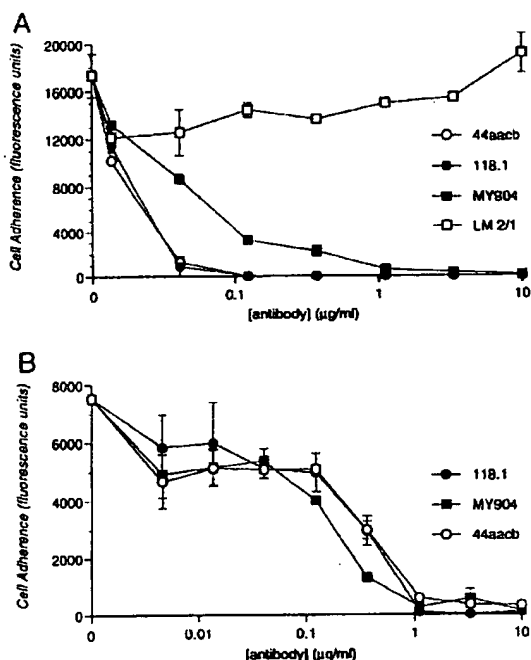 A
Cell Adherence (fluorescence units)
20000
16000
12000
8000
4000
0
44aacb
118.1
MY904
LM 2/1
0
0.1
1
10
[antibody] (μg/ml)
B
Cell Adherence (fluorescence units)
8000
6000
4000
2000
0
118.1
MY904
44aacb
0
0.01
0.1
1
10
[antibody] (μg/ml)